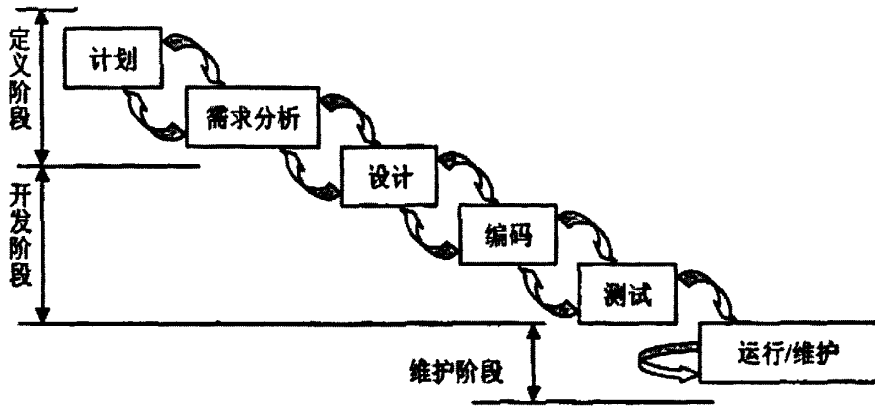 定义阶段
计划
需求分析
设计
开发阶段
编码
测试
运行/维护
维护阶段